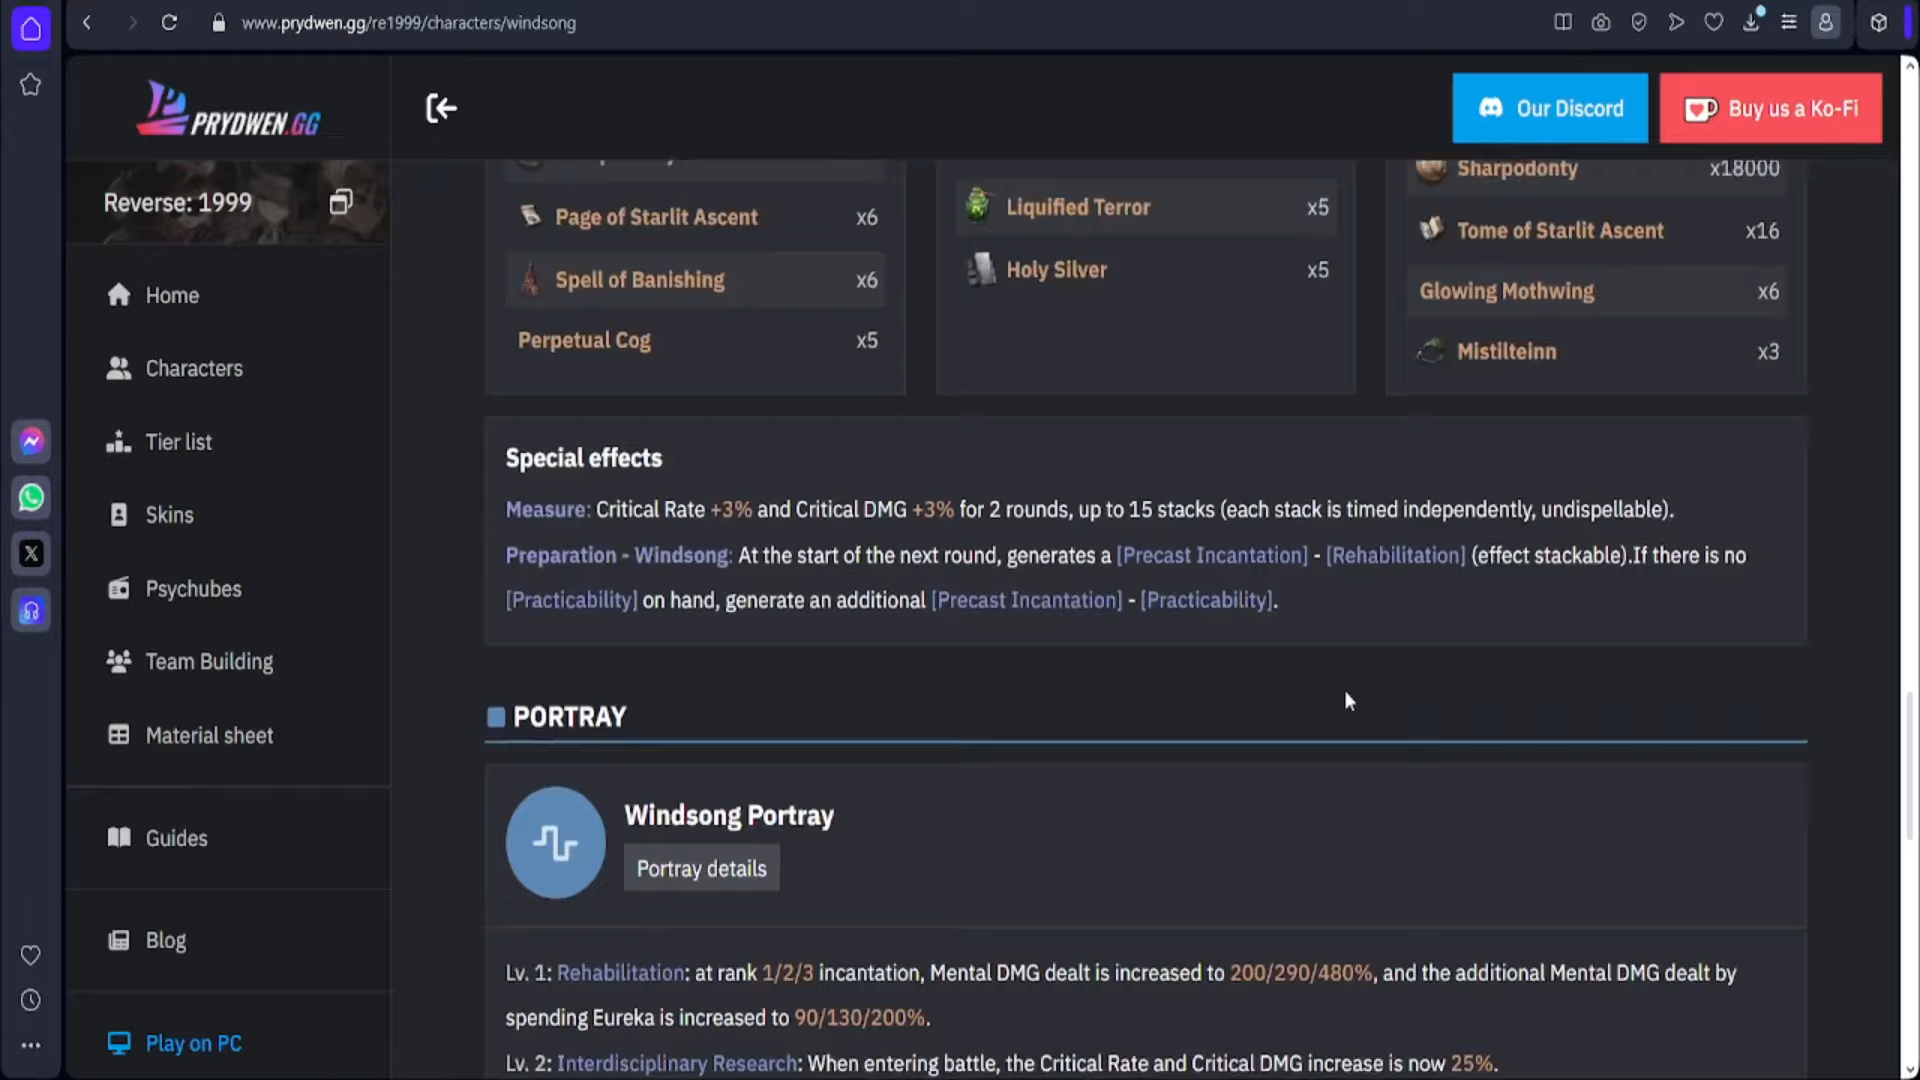 www.prydwen.gg/re1999/characters/windsong
PRYDWEN.GG
Our Discord
Buy us a Ko-Fi
Reverse: 1999
Home
Characters
Tier list
Skins
Psychubes
Team Building
Material sheet
Guides
Blog
Play on PC
Page of Starlit Ascent x6
Spell of Banishing x6
Perpetual Cog x5
Liquified Terror x5
Holy Silver x5
Sharpodonty x18000
Tome of Starlit Ascent x16
Glowing Mothwing x6
Mistilteinn x3
Special effects
Measure: Critical Rate +3% and Critical DMG +3% for 2 rounds, up to 15 stacks (each stack is timed independently, undispellable).
Preparation - Windsong: At the start of the next round, generates a [Precast Incantation] - [Rehabilitation] (effect stackable).If there is no
[Practicability] on hand, generate an additional [Precast Incantation] - [Practicability].
PORTRAY
Windsong Portray
Portray details
Lv. 1: Rehabilitation: at rank 1/2/3 incantation, Mental DMG dealt is increased to 200/290/480%, and the additional Mental DMG dealt by
spending Eureka is increased to 90/130/200%.
Lv. 2: Interdisciplinary Research: When entering battle, the Critical Rate and Critical DMG increase is now 25%.